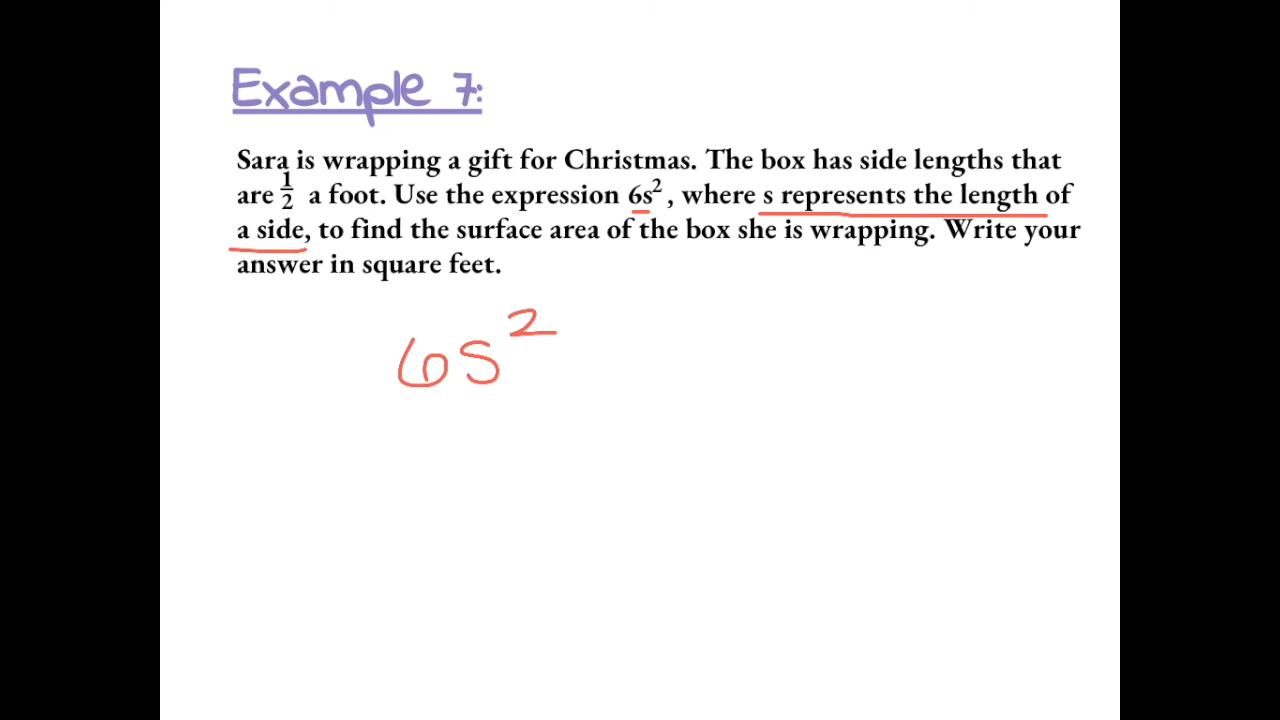 Example 7:
Sara is wrapping a gift for Christmas. The box has side lengths that
are 1/2 a foot. Use the expression 6s², where s represents the length of
a side, to find the surface area of the box she is wrapping. Write your
answer in square feet.
6s²